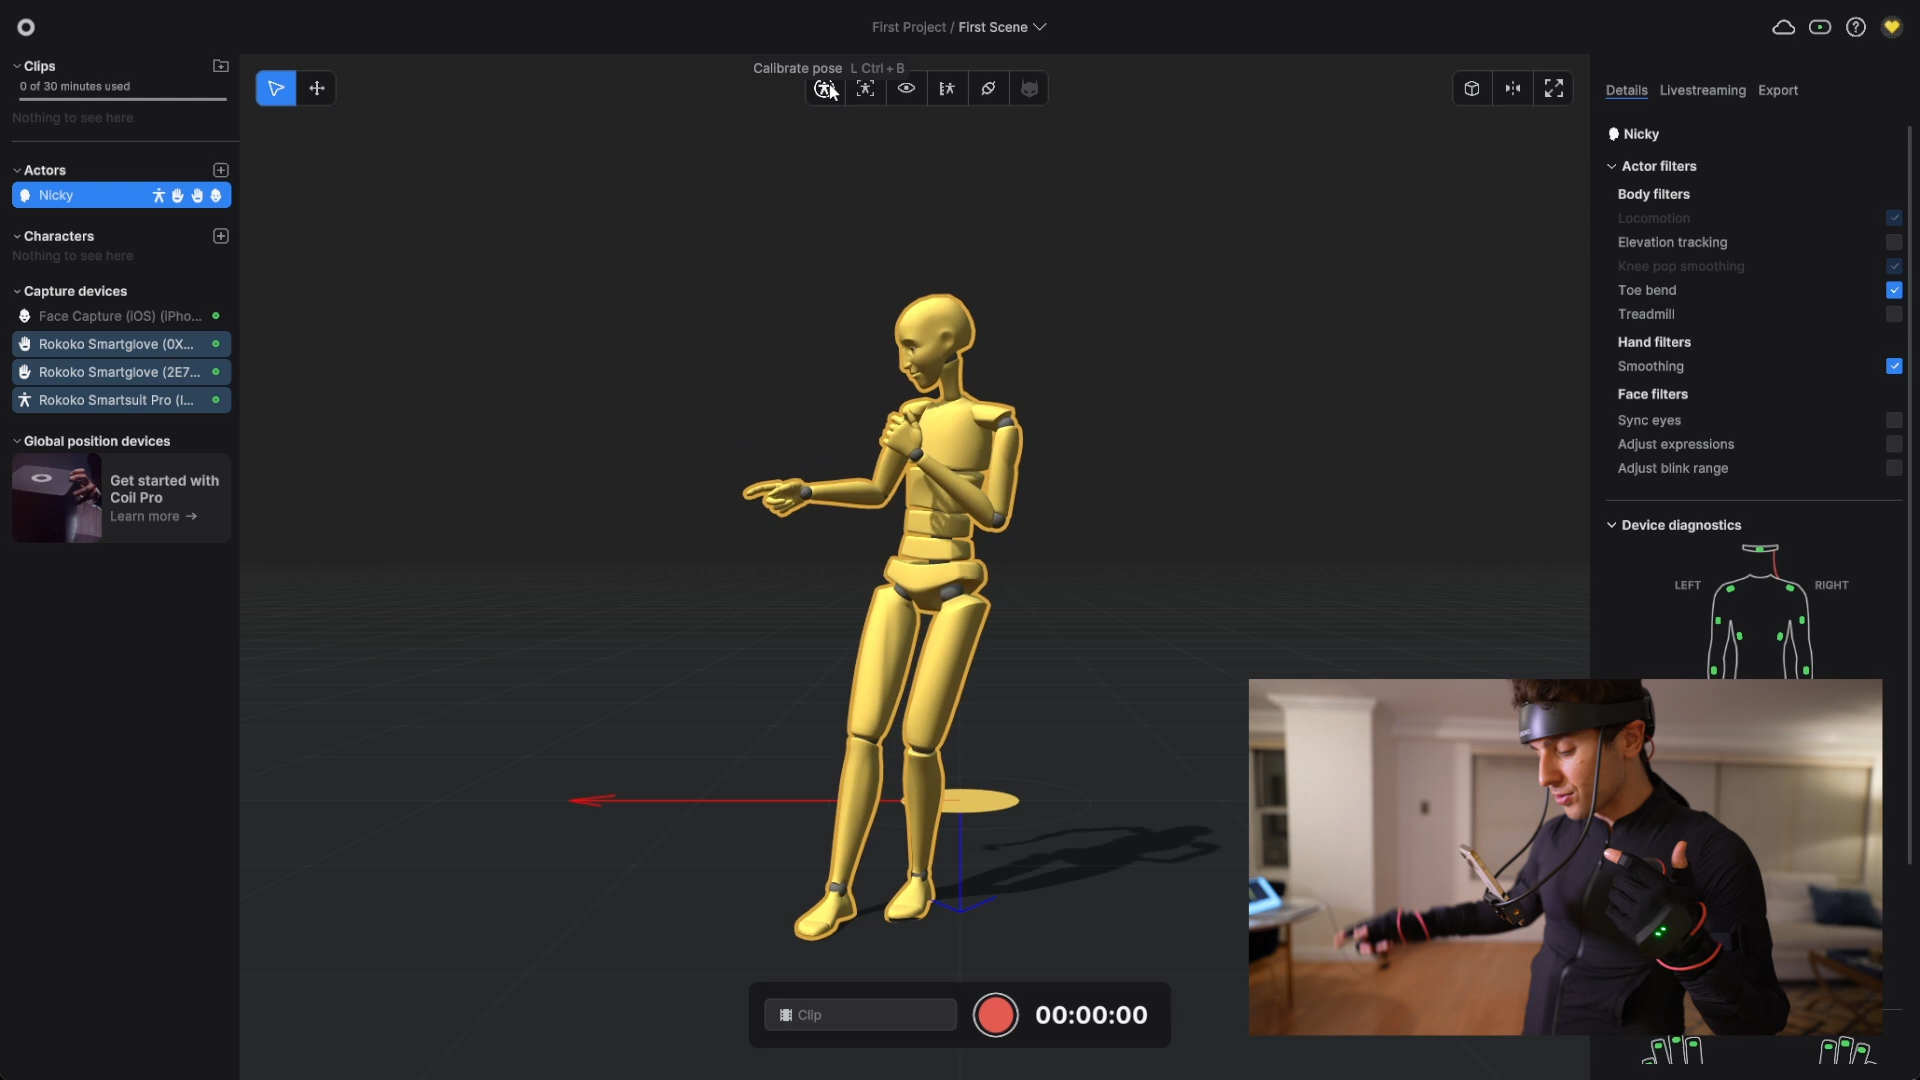 First Project / First Scene
Clips
0 of 30 minutes used
Nothing to see here
Actors
Nicky
Characters
Nothing to see here
Capture devices
Face Capture (iOS) (iPho...
Rokoko Smartglove (0X...
Rokoko Smartglove (2E7...
Rokoko Smartsuit Pro (I...
Global position devices
Get started with
Coil Pro
Learn more →
Calibrate pose L Ctrl + B
Clip
00:00:00
Details Livestreaming Export
Nicky
Actor filters
Body filters
Locomotion
Elevation tracking
Knee pop smoothing
Toe bend
Treadmill
Hand filters
Smoothing
Face filters
Sync eyes
Adjust expressions
Adjust blink range
Device diagnostics
LEFT
RIGHT